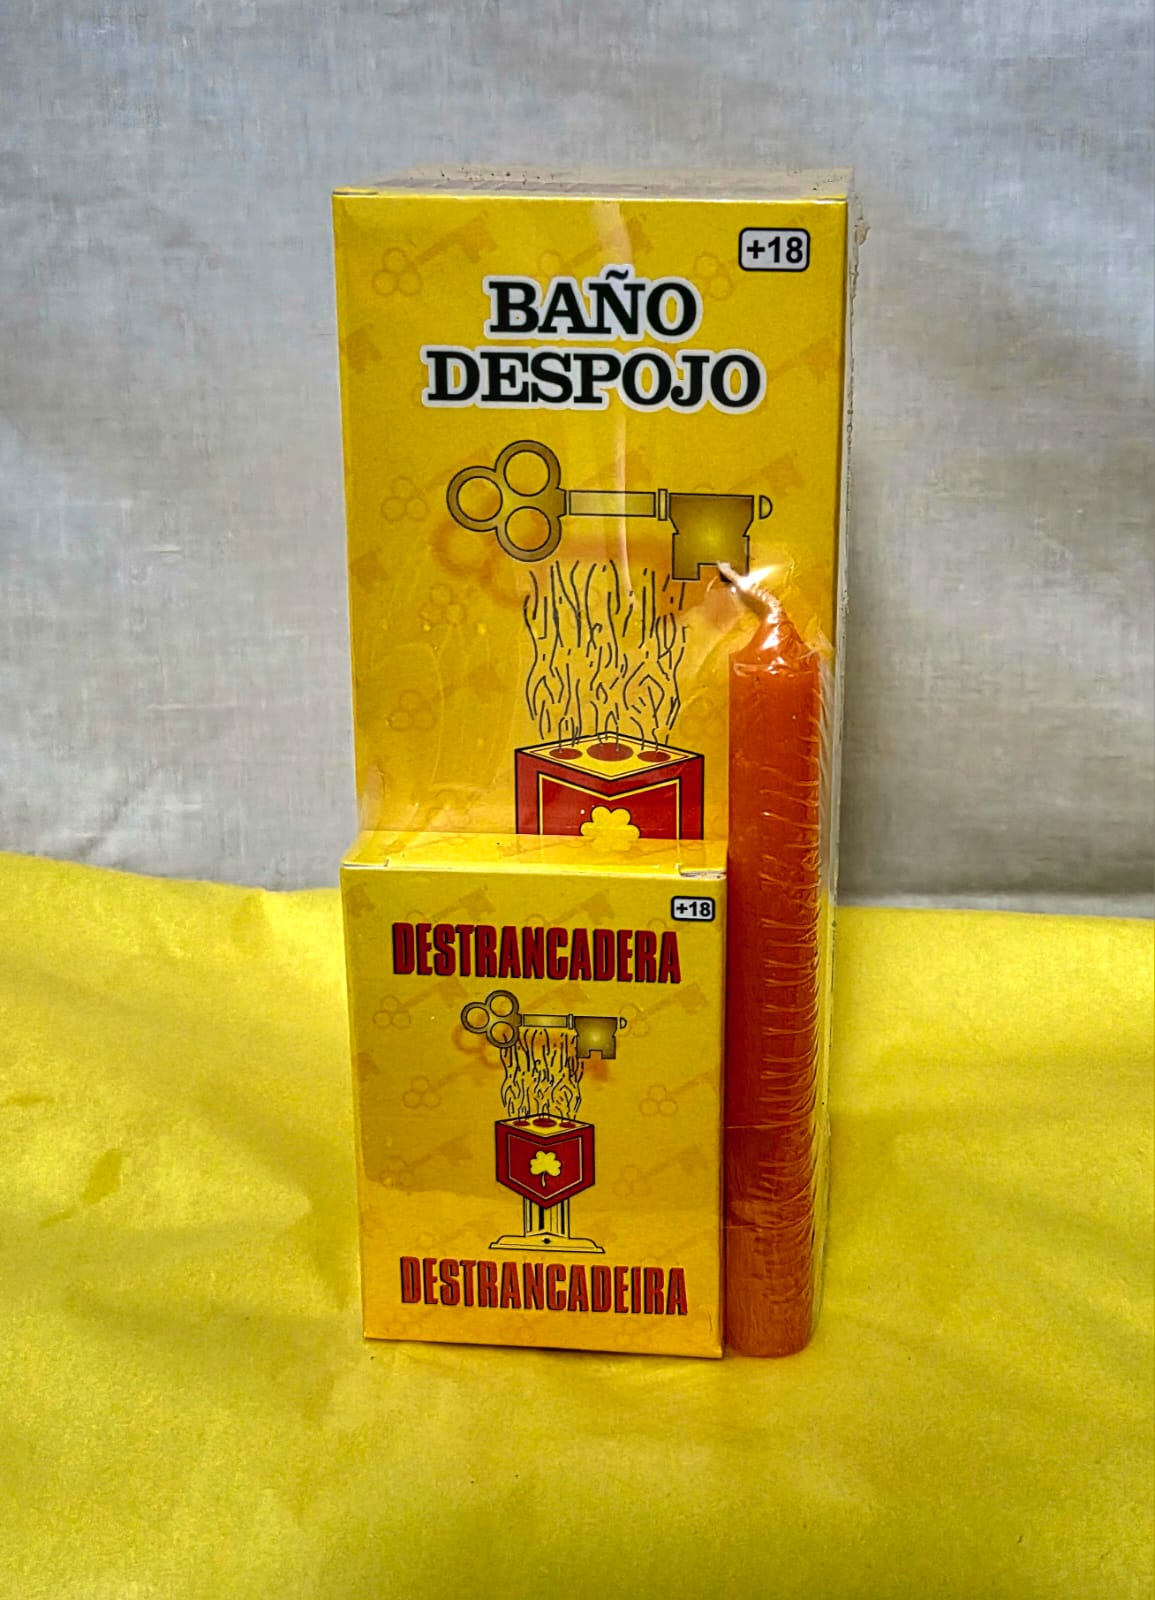 +18
BAÑO
DESPOJO
+18
DESTRANCADERA
DESTRANCADEIRA